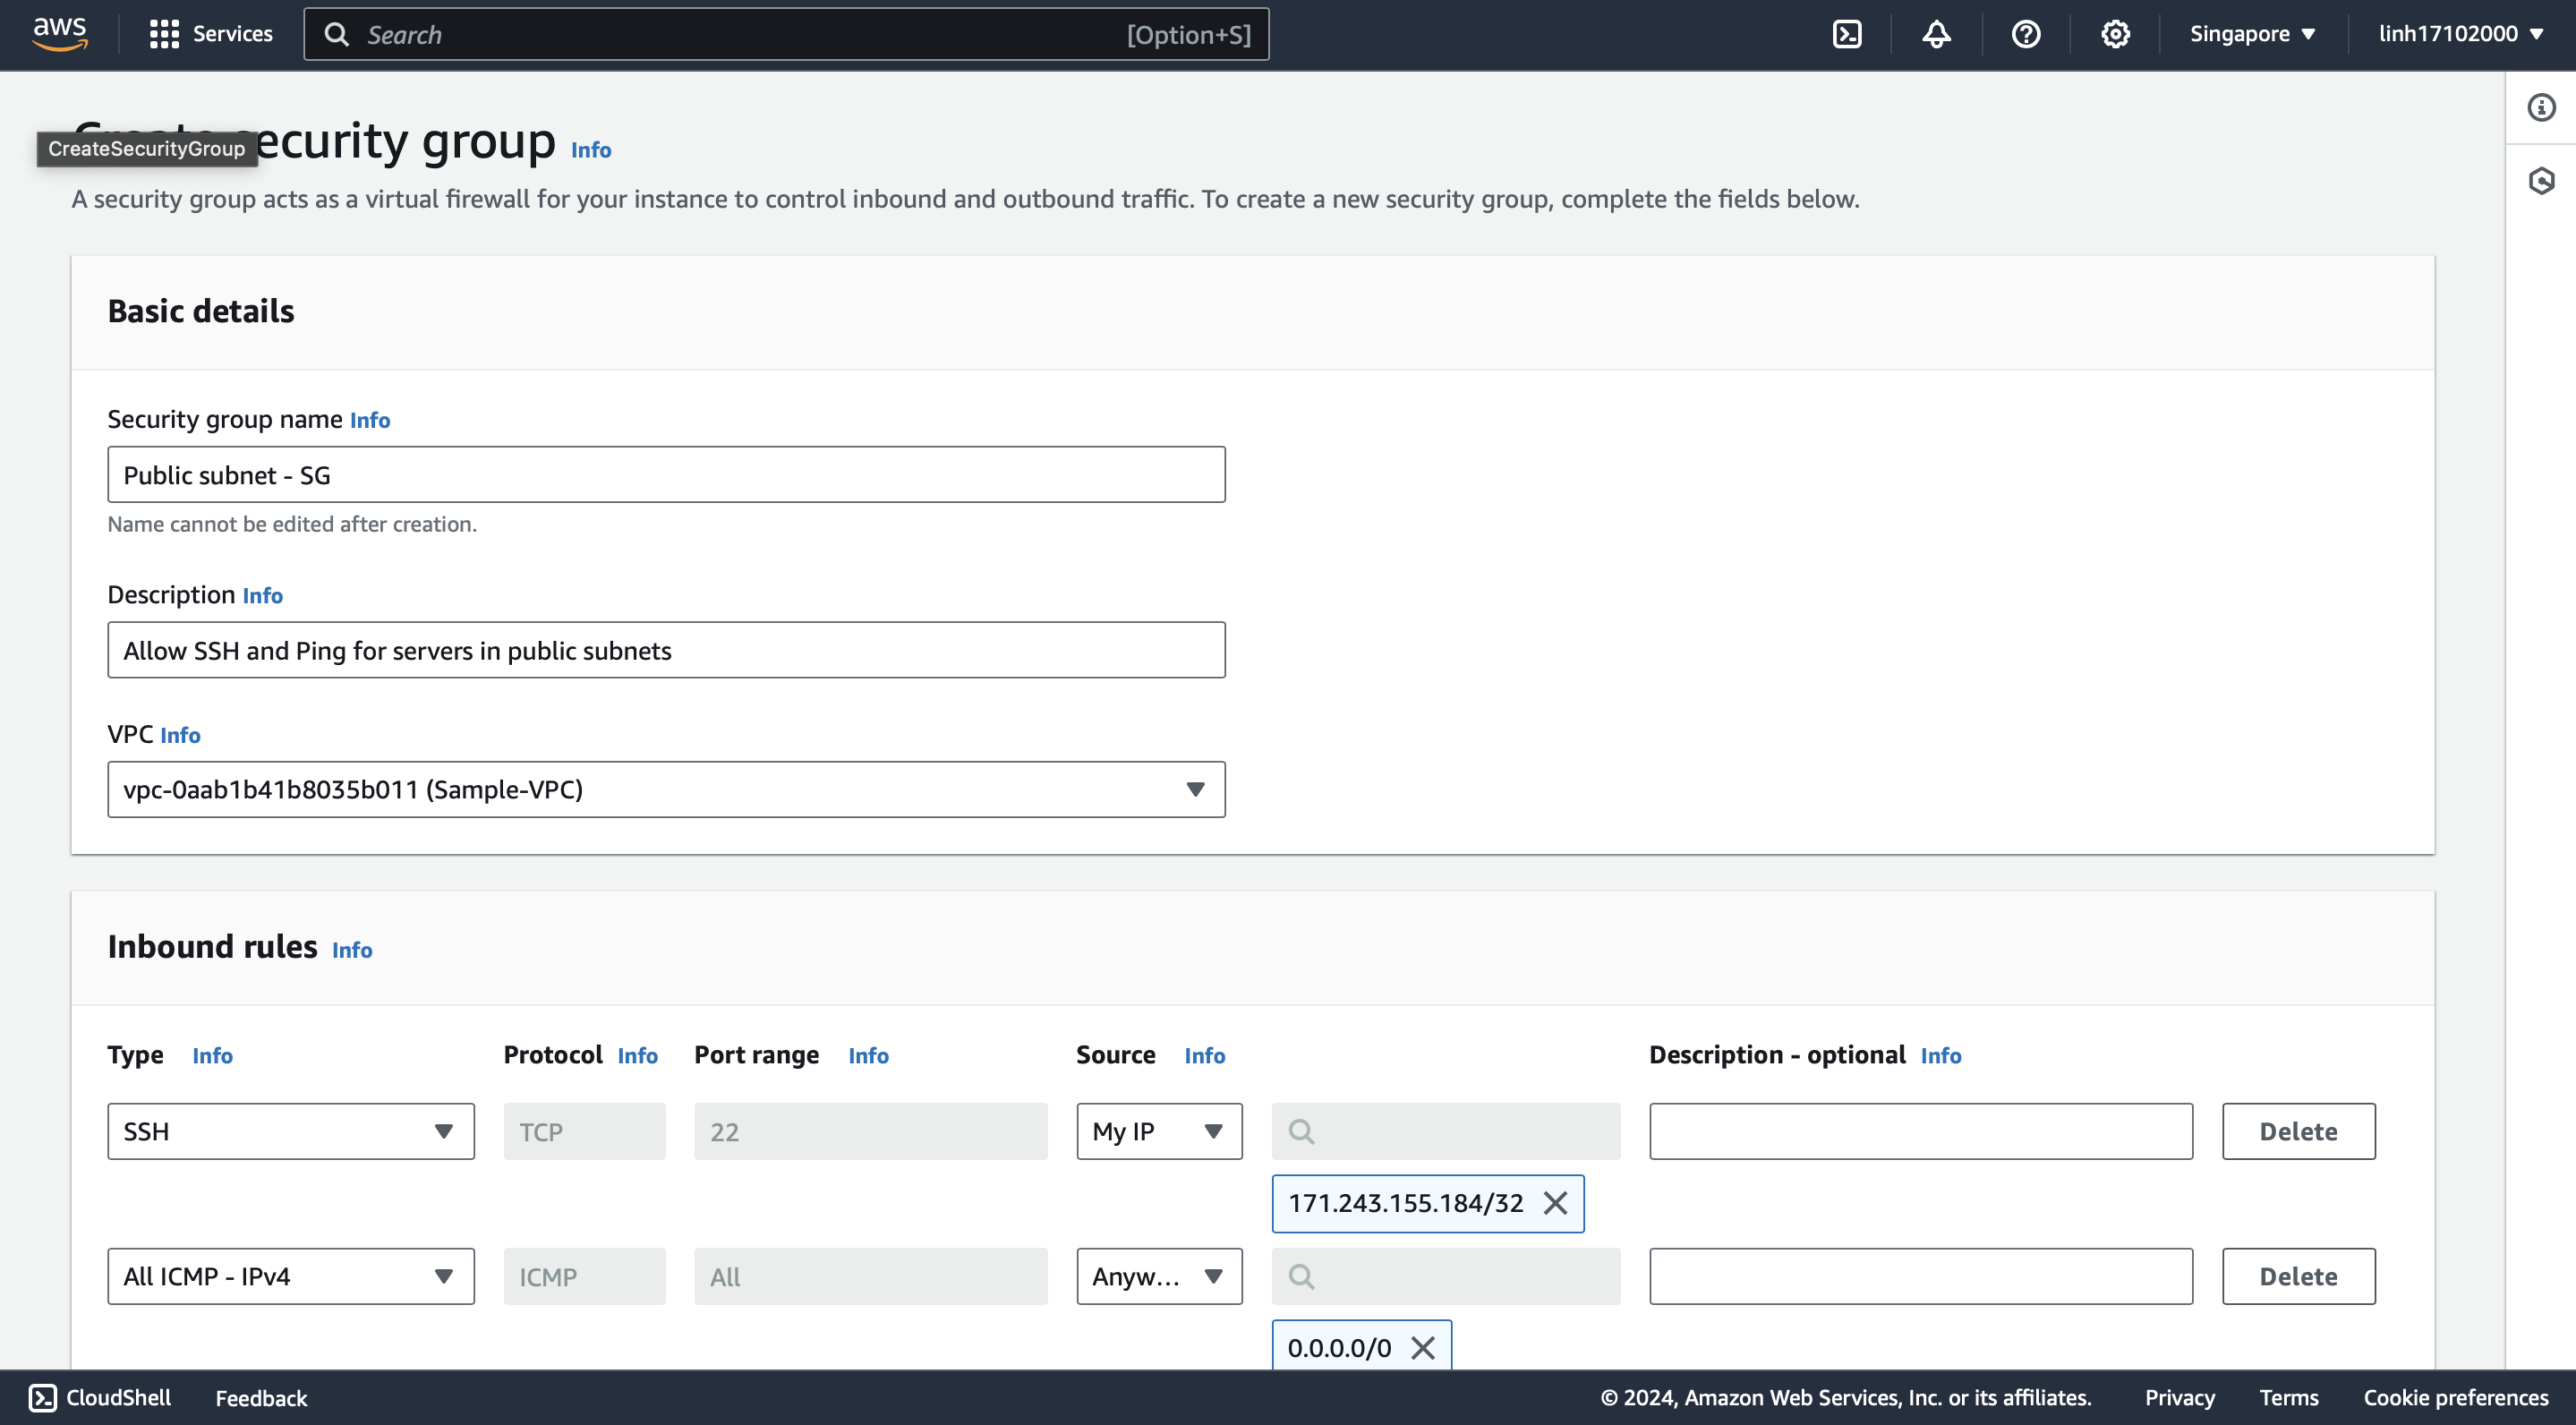 aws Services Search [Option+S] Singapore linh17102000
Create security group Info
CreateSecurityGroup
A security group acts as a virtual firewall for your instance to control inbound and outbound traffic. To create a new security group, complete the fields below.
Basic details
Security group name Info
Public subnet - SG
Name cannot be edited after creation.
Description Info
Allow SSH and Ping for servers in public subnets
VPC Info
vpc-0aab1b41b8035b011 (Sample-VPC)
Inbound rules Info
Type Info Protocol Info Port range Info Source Info Description - optional Info
SSH TCP 22 My IP Delete
171.243.155.184/32
All ICMP - IPv4 ICMP All Anyw... Delete
0.0.0.0/0
CloudShell Feedback © 2024, Amazon Web Services, Inc. or its affiliates. Privacy Terms Cookie preferences